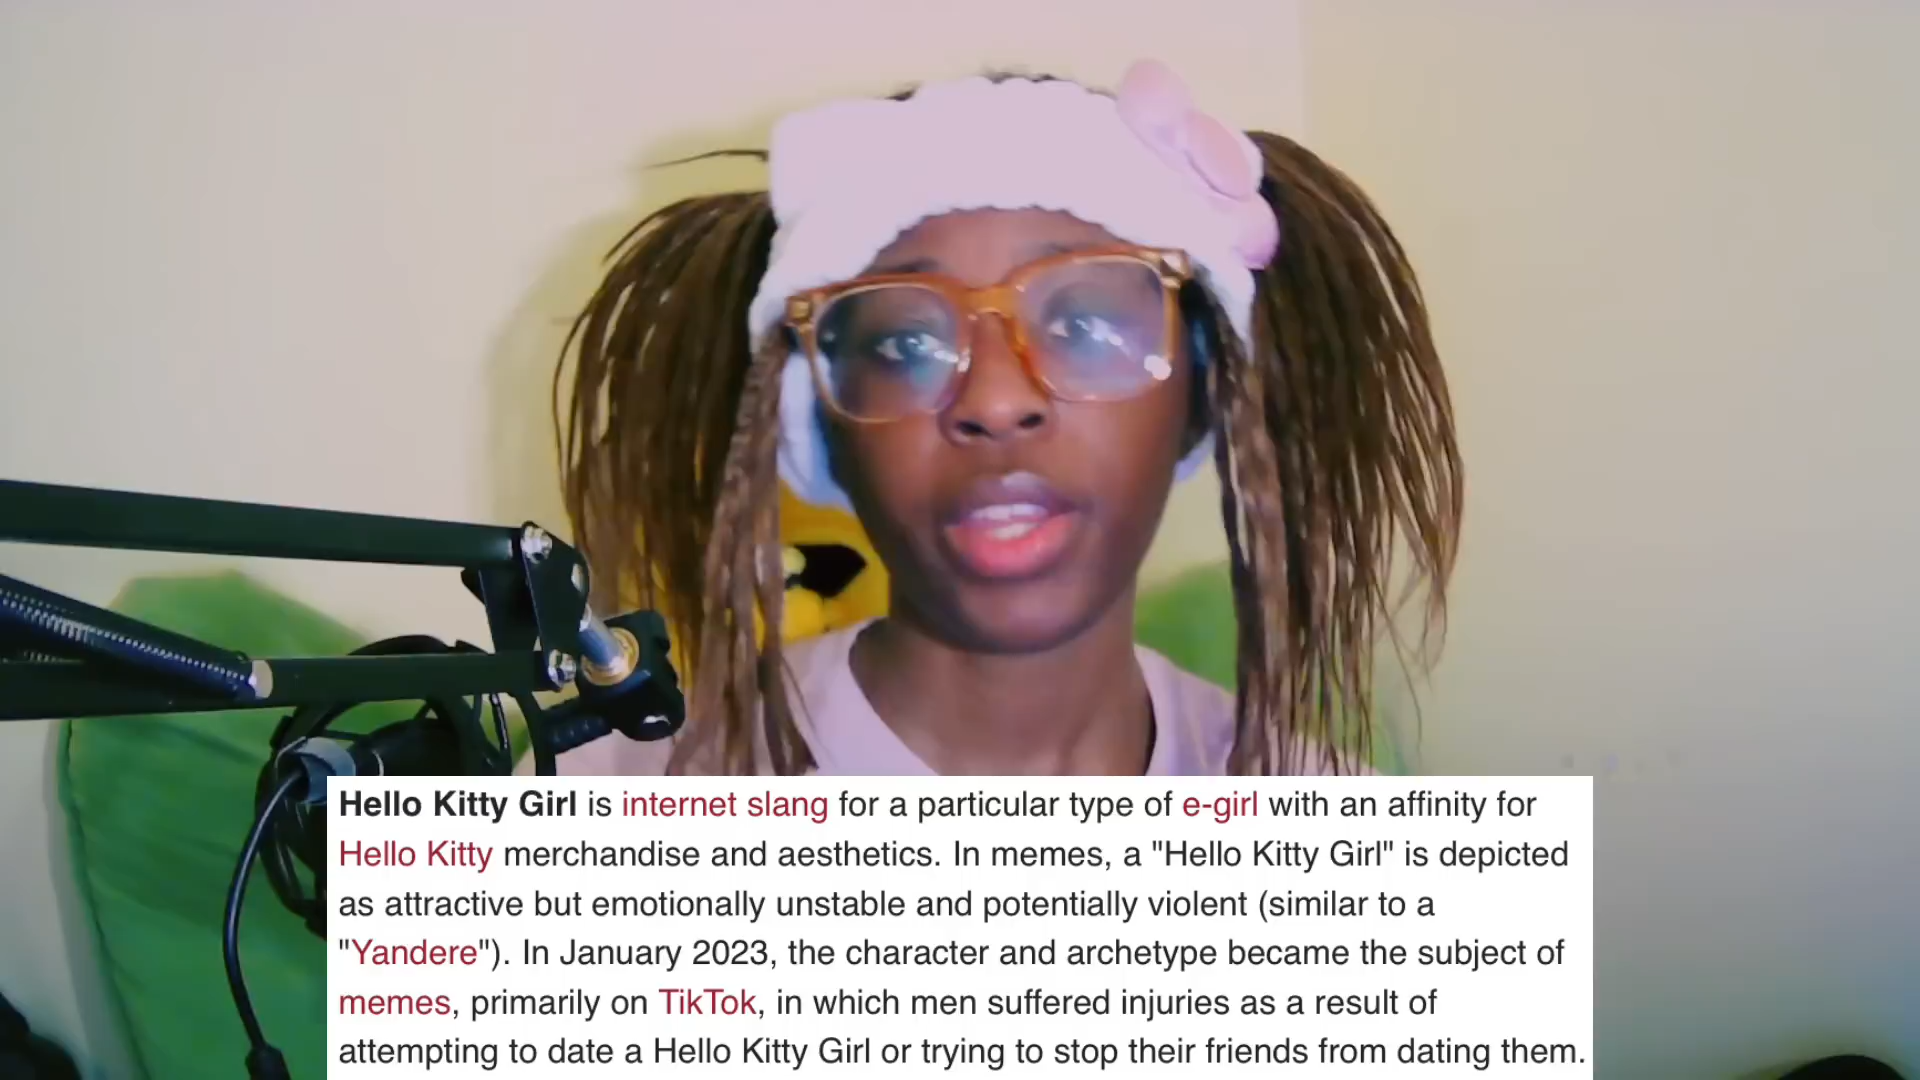 Hello Kitty Girl is internet slang for a particular type of e-girl with an affinity for
Hello Kitty merchandise and aesthetics. In memes, a "Hello Kitty Girl" is depicted
as attractive but emotionally unstable and potentially violent (similar to a
"Yandere"). In January 2023, the character and archetype became the subject of
memes, primarily on TikTok, in which men suffered injuries as a result of
attempting to date a Hello Kitty Girl or trying to stop their friends from dating them.